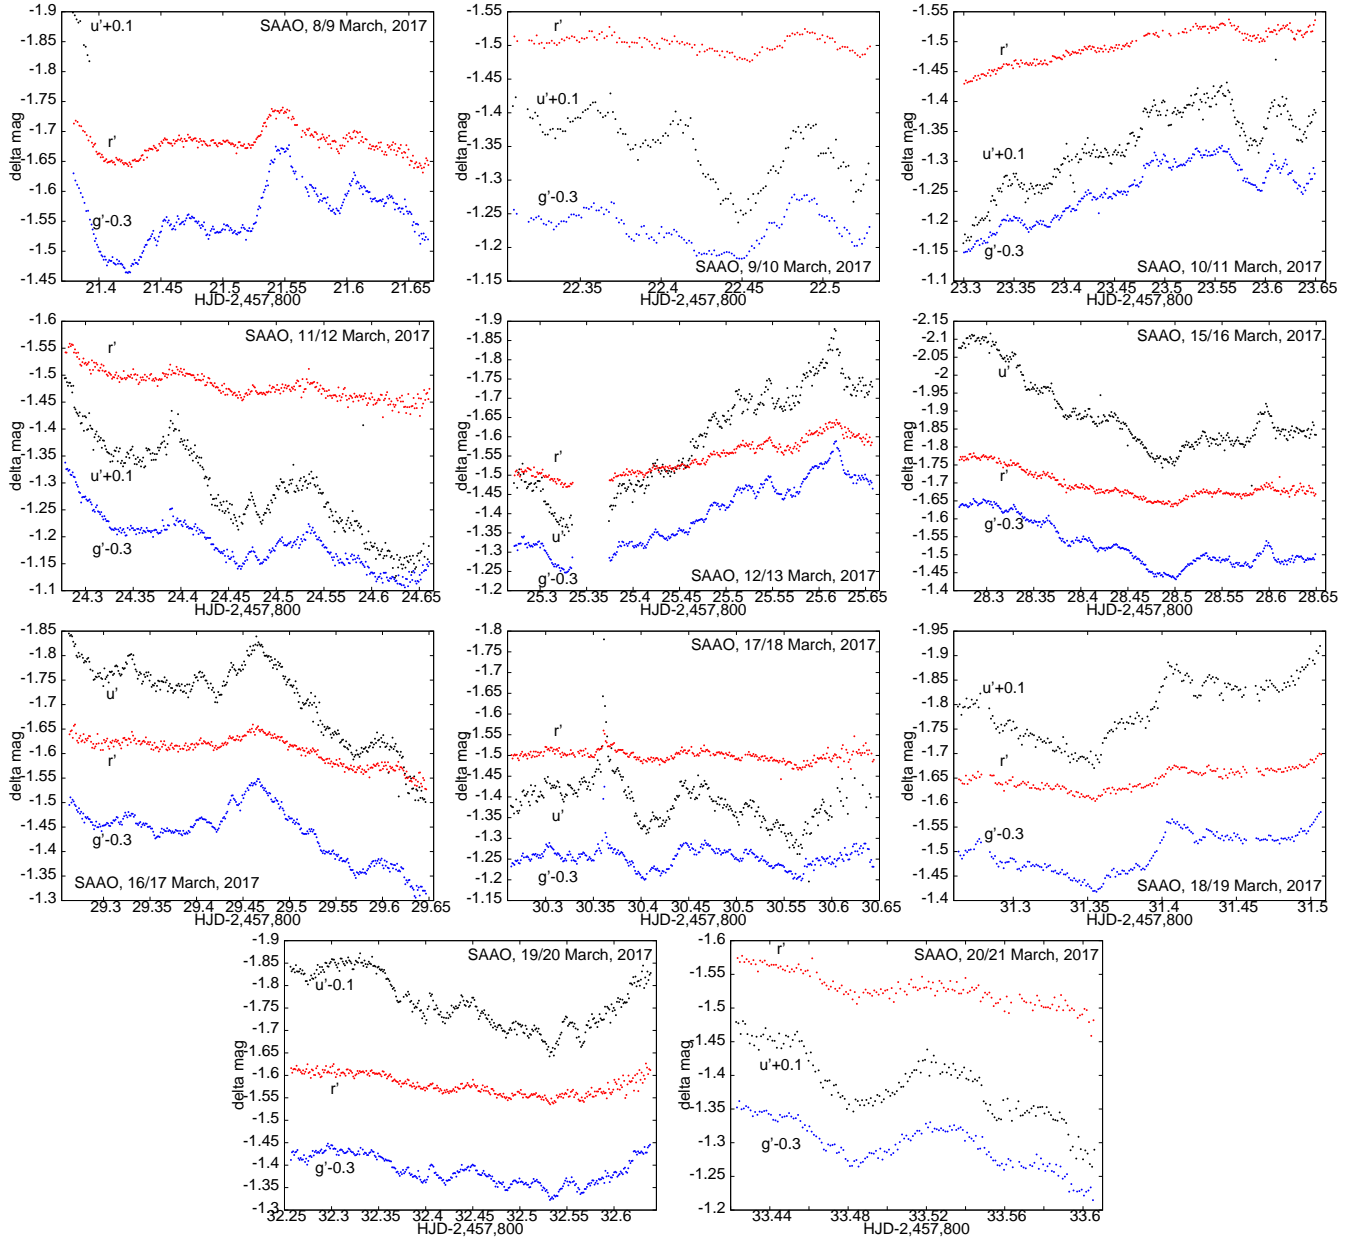 SAAO, 8/9 March, 2017
u'+0.1
r'
g'-0.3
delta mag
-1.9
-1.85
-1.8
-1.75
-1.7
-1.65
-1.6
-1.55
-1.5
-1.45
21.4 21.45 21.5 21.55 21.6 21.65
HJD-2,457,800
SAAO, 9/10 March, 2017
r'
u'+0.1
g'-0.3
delta mag
-1.55
-1.5
-1.45
-1.4
-1.35
-1.3
-1.25
-1.2
-1.15
22.36 22.4 22.45 22.5
HJD-2,457,800
SAAO, 10/11 March, 2017
r'
u'+0.1
g'-0.3
delta mag
-1.55
-1.5
-1.45
-1.4
-1.35
-1.3
-1.25
-1.2
-1.15
-1.1
23.3 23.35 23.4 23.45 23.5 23.55 23.6 23.65
HJD-2,457,800
SAAO, 11/12 March, 2017
r'
u'+0.1
g'-0.3
delta mag
-1.6
-1.55
-1.5
-1.45
-1.4
-1.35
-1.3
-1.25
-1.2
-1.15
-1.1
24.3 24.35 24.4 24.45 24.5 24.55 24.6 24.65
HJD-2,457,800
SAAO, 12/13 March, 2017
r'
u'
g'-0.3
delta mag
-1.9
-1.85
-1.8
-1.75
-1.7
-1.65
-1.6
-1.55
-1.5
-1.45
-1.4
-1.35
-1.3
-1.25
-1.2
25.3 25.35 25.4 25.45 25.5 25.55 25.6 25.65
HJD-2,457,800
SAAO, 15/16 March, 2017
u'
r'
g'-0.3
delta mag
-2.15
-2.1
-2.05
-2
-1.95
-1.9
-1.85
-1.8
-1.75
-1.7
-1.65
-1.6
-1.55
-1.5
-1.45
-1.4
28.3 28.35 28.4 28.45 28.5 28.55 28.6 28.65
HJD-2,457,800
SAAO, 16/17 March, 2017
u'
r'
g'-0.3
delta mag
-1.85
-1.8
-1.75
-1.7
-1.65
-1.6
-1.55
-1.5
-1.45
-1.4
-1.35
-1.3
29.3 29.35 29.4 29.45 29.5 29.55 29.6 29.65
HJD-2,457,800
SAAO, 17/18 March, 2017
r'
u'
g'-0.3
delta mag
-1.8
-1.75
-1.7
-1.65
-1.6
-1.55
-1.5
-1.45
-1.4
-1.35
-1.3
-1.25
-1.2
-1.15
30.3 30.35 30.4 30.45 30.5 30.55 30.6 30.65
HJD-2,457,800
SAAO, 18/19 March, 2017
u'+0.1
r'
g'-0.3
delta mag
-1.95
-1.9
-1.85
-1.8
-1.75
-1.7
-1.65
-1.6
-1.55
-1.5
-1.45
-1.4
31.3 31.35 31.4 31.45 31.5
HJD-2,457,800
SAAO, 19/20 March, 2017
u'-0.1
r'
g'-0.3
delta mag
-1.9
-1.85
-1.8
-1.75
-1.7
-1.65
-1.6
-1.55
-1.5
-1.45
-1.4
-1.35
-1.3
32.25 32.3 32.35 32.4 32.45 32.5 32.55 32.6
HJD-2,457,800
SAAO, 20/21 March, 2017
r'
u'+0.1
g'-0.3
delta mag
-1.6
-1.55
-1.5
-1.45
-1.4
-1.35
-1.3
-1.25
-1.2
33.44 33.48 33.52 33.56 33.6
HJD-2,457,800